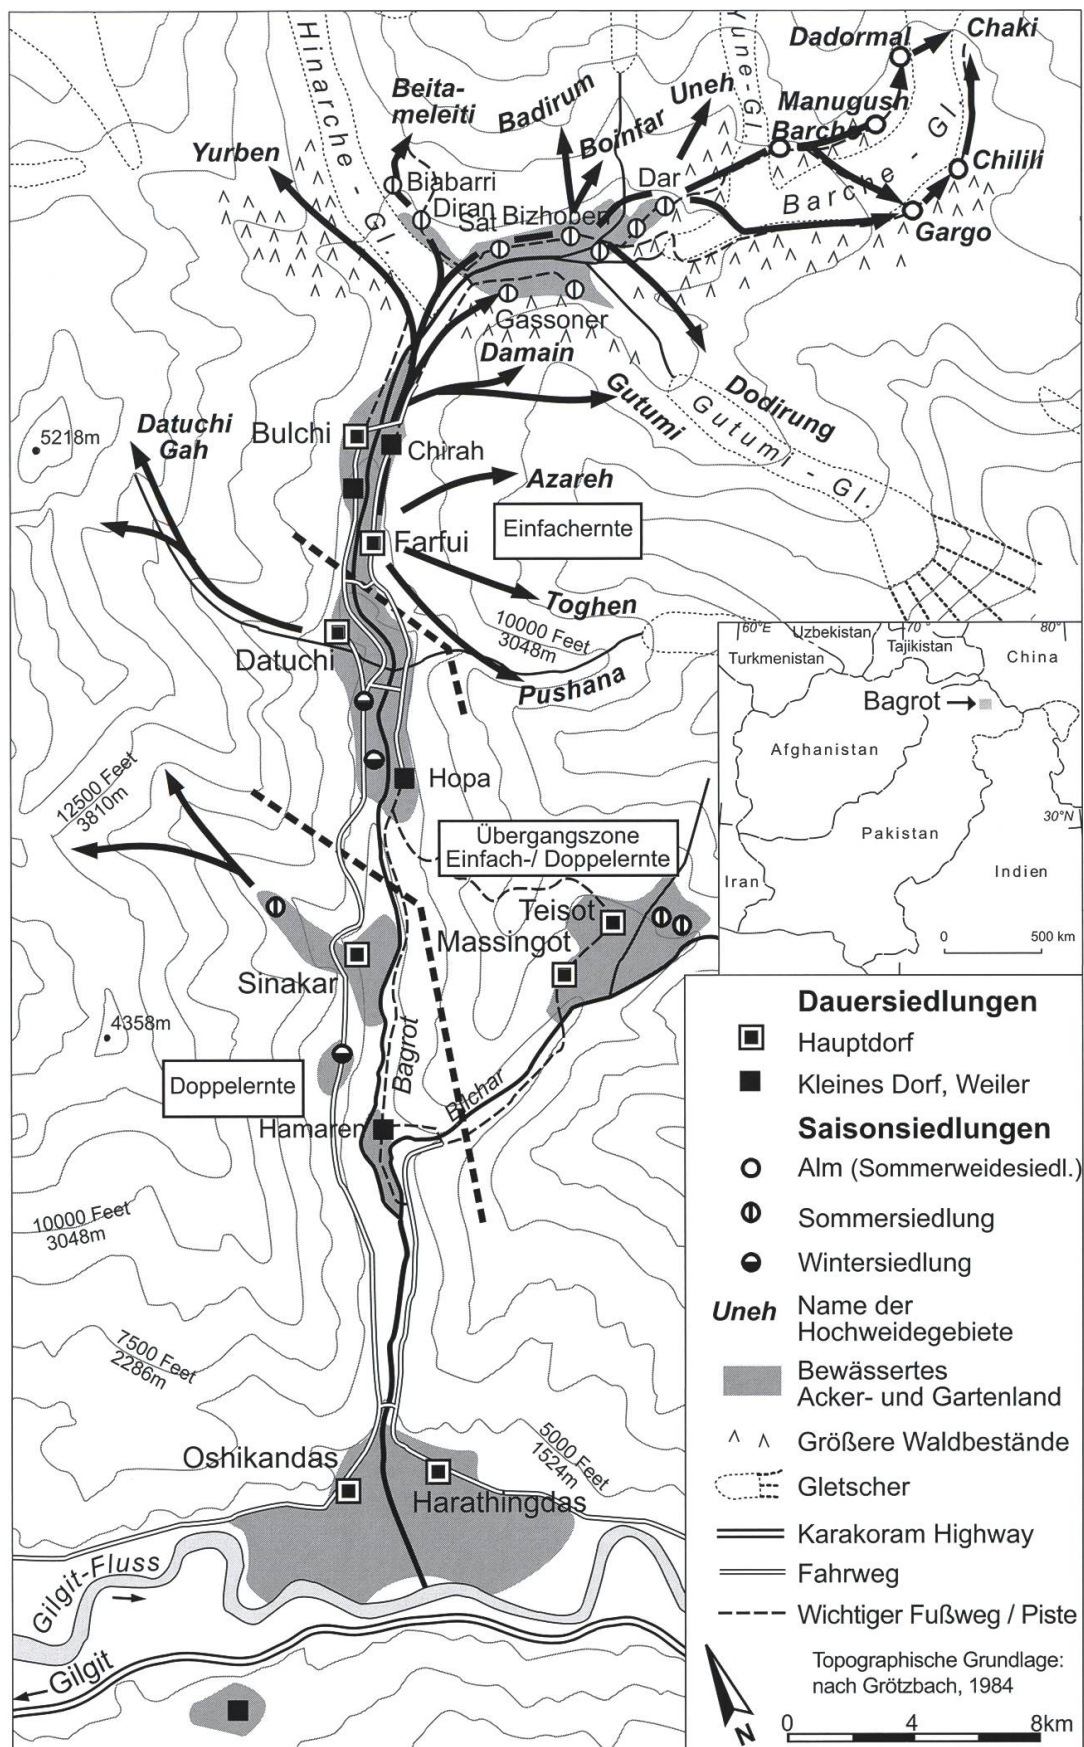 Hinarche - Gl.
Yune-Gl.
Dadormal
Chaki
Beita-
meleiti
Badirum
Uneh
Manugush
Boinfar
Barche
Yurben
Barche - Gl.
Chilili
Biabarri
Dar
Diran
Sat
Bizhoben
Gargo
Gassoner
Damain
Gutumi
Dodirung
Gutumi - Gl.
5218m
Datuchi
Gah
Bulchi
Chirah
Azareh
Einfachernte
Farfui
Toghen
10000 Feet
3048m
Datuchi
Pushana
60°E
70°
80°
Uzbekistan
Tajikistan
Turkmenistan
China
Bagrot
Afghanistan
Pakistan
30°N
Iran
Indien
0
500 km
Hopa
12500 Feet
3810m
Übergangszone
Einfach-/ Doppelernte
Teisot
Massingot
Sinakar
4358m
Bagrot
Doppelernte
Bilchar
Hamaren
10000 Feet
3048m
7500 Feet
2286m
5000 Feet
1524m
Oshikandas
Harathingdas
Gilgit-Fluss
Gilgit
Dauersiedlungen
Hauptdorf
Kleines Dorf, Weiler
Saisonsiedlungen
Alm (Sommerweidesiedl.)
Sommersiedlung
Wintersiedlung
Uneh
Name der
Hochweidegebiete
Bewässertes
Acker- und Gartenland
Größere Waldbestände
Gletscher
Karakoram Highway
Fahrweg
Wichtiger Fußweg / Piste
Topographische Grundlage:
nach Grötzbach, 1984
N
0
4
8km